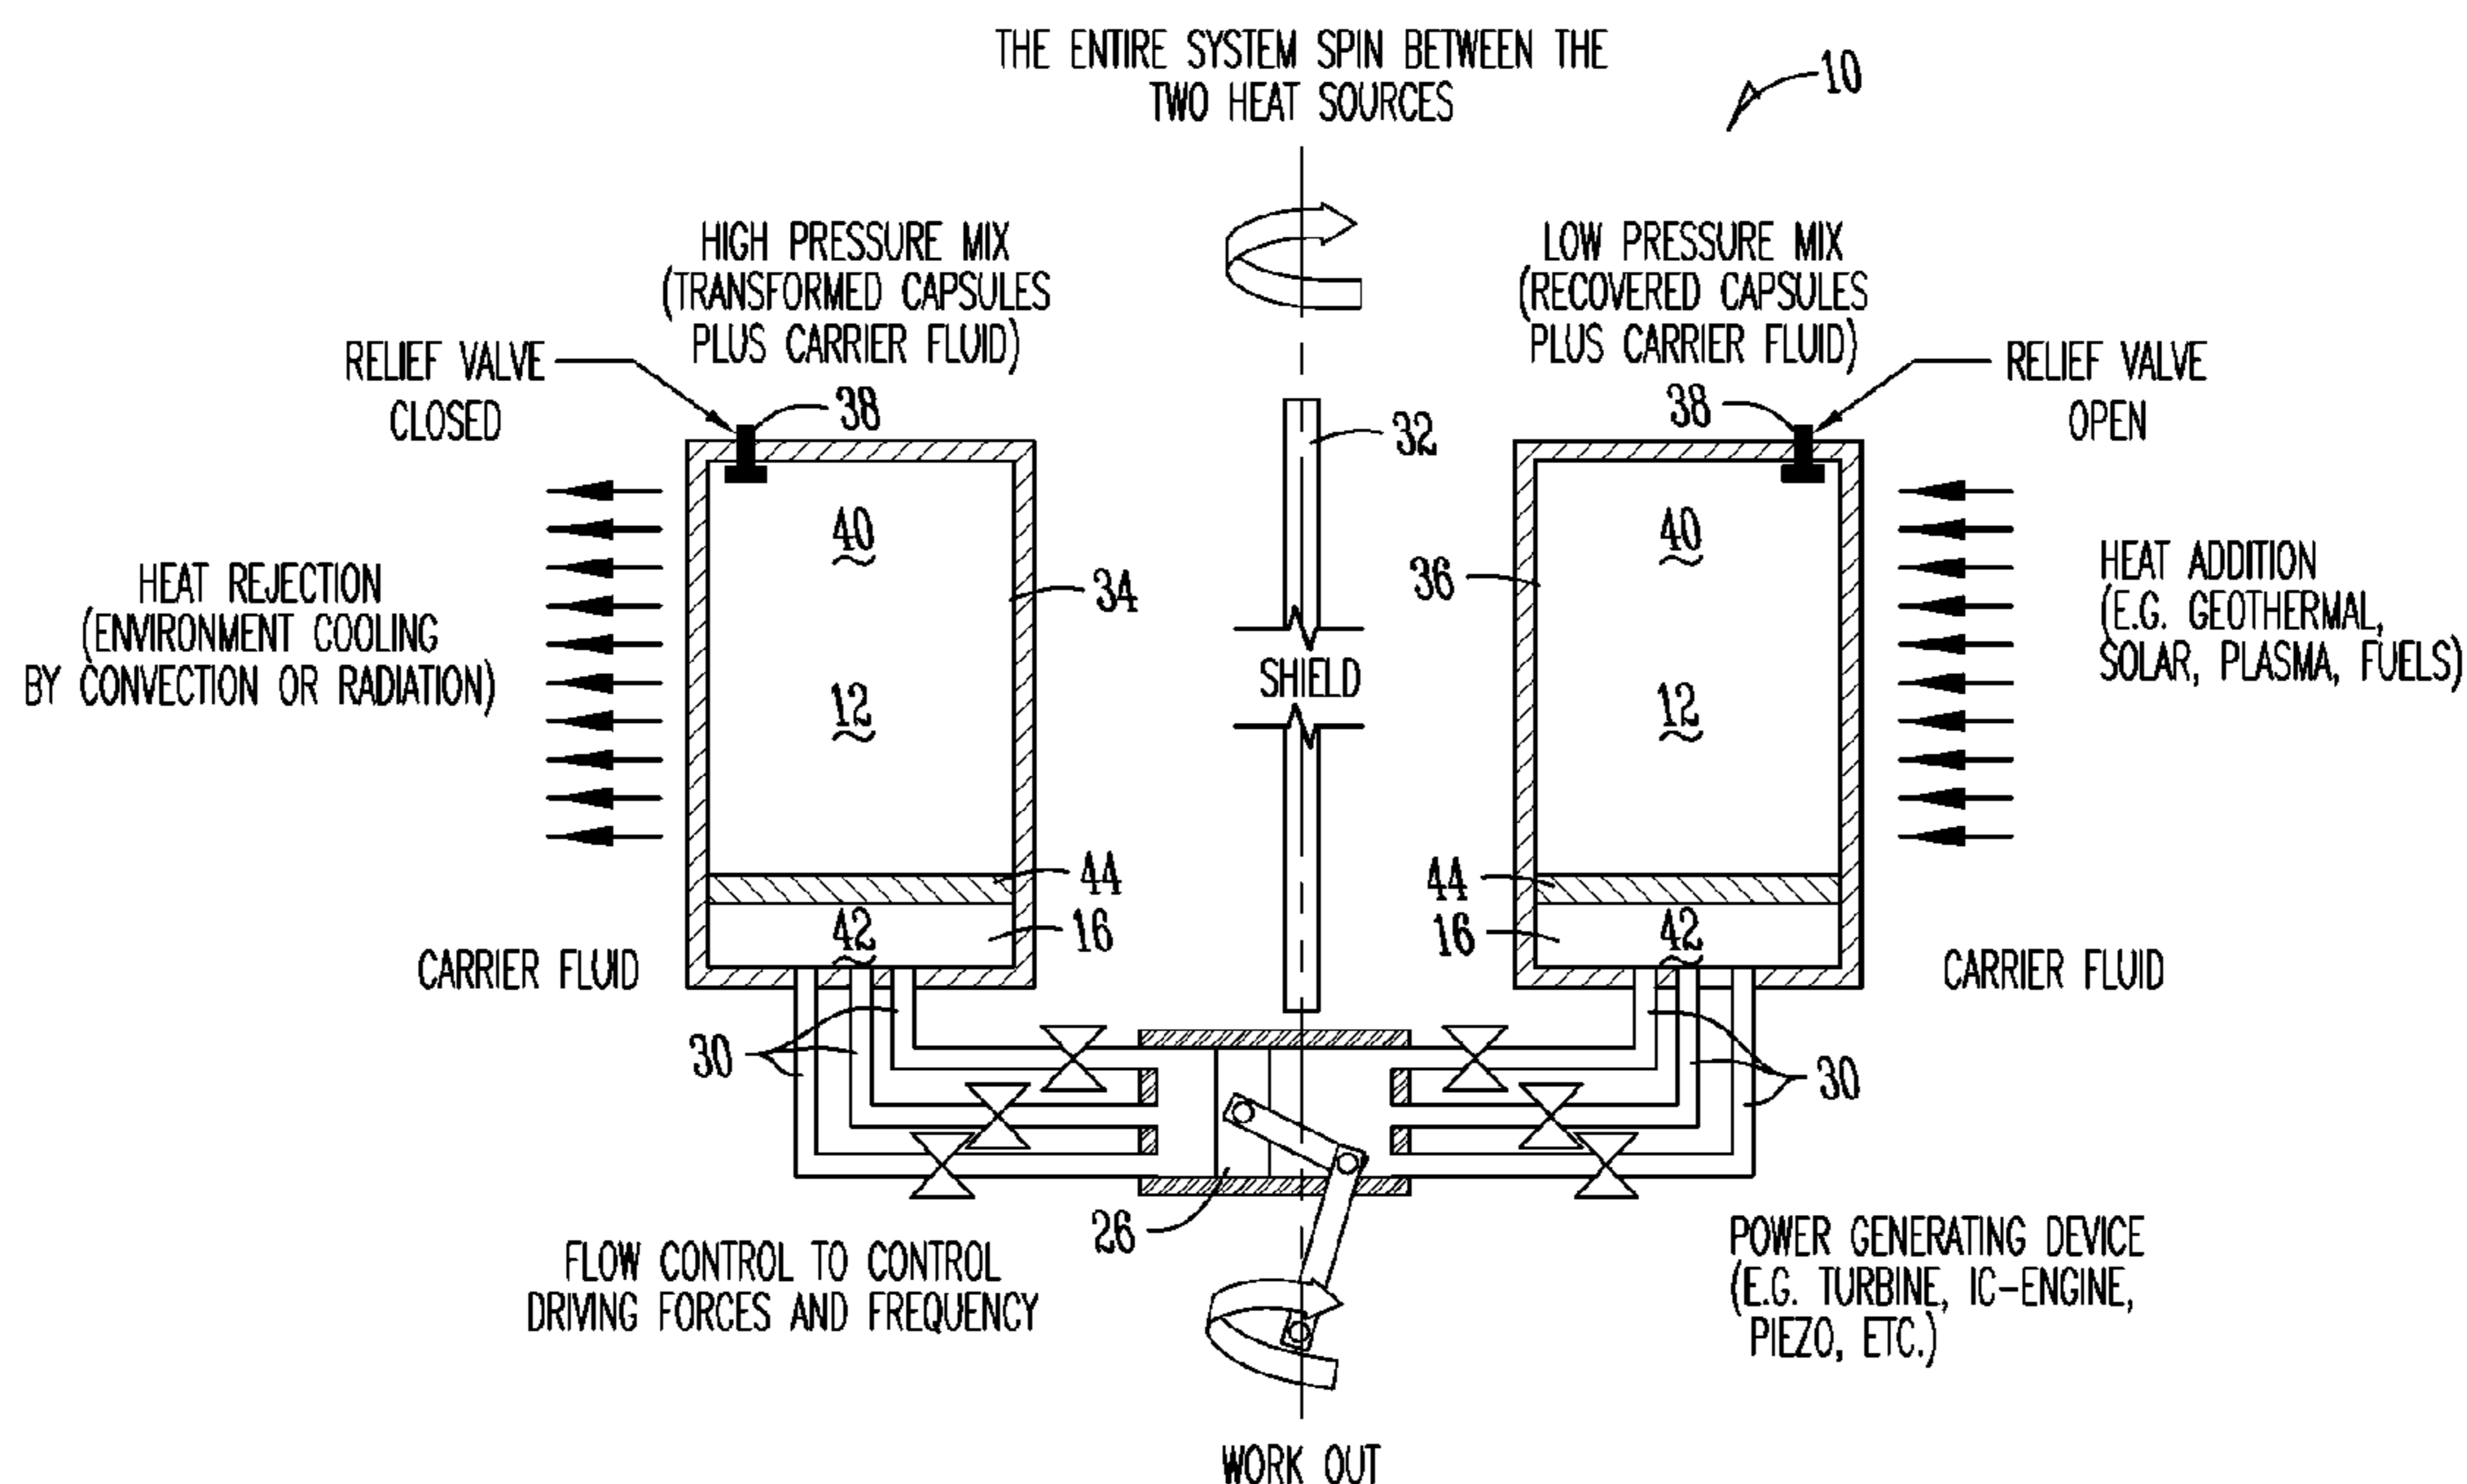 THE ENTIRE SYSTEM SPIN BETWEEN THE
TWO HEAT SOURCES
10
HIGH PRESSURE MIX
(TRANSFORMED CAPSULES
PLUS CARRIER FLUID)
LOW PRESSURE MIX
(RECOVERED CAPSULES
PLUS CARRIER FLUID)
RELIEF VALVE
CLOSED
38
32
38
RELIEF VALVE
OPEN
40
40
HEAT REJECTION
(ENVIRONMENT COOLING
BY CONVECTION OR RADIATION)
34
36
HEAT ADDITION
(E.G. GEOTHERMAL,
SOLAR, PLASMA, FUELS)
SHIELD
12
12
44
44
42
16
16
42
CARRIER FLUID
CARRIER FLUID
30
30
26
FLOW CONTROL TO CONTROL
DRIVING FORCES AND FREQUENCY
POWER GENERATING DEVICE
(E.G. TURBINE, IC-ENGINE,
PIEZO, ETC.)
WORK OUT